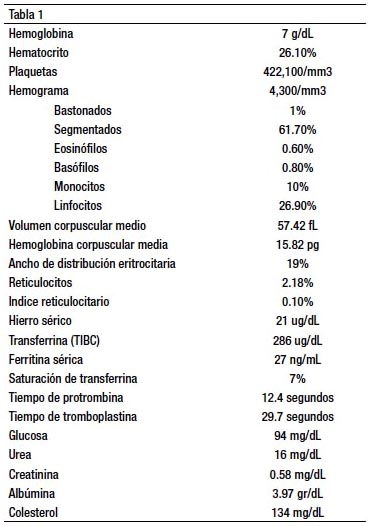 Tabla 1
Hemoglobina 7 g/dL
Hematocrito 26.10%
Plaquetas 422,100/mm3
Hemograma 4,300/mm3
Bastonados 1%
Segmentados 61.70%
Eosinófilos 0.60%
Basófilos 0.80%
Monocitos 10%
Linfocitos 26.90%
Volumen corpuscular medio 57.42 fL
Hemoglobina corpuscular media 15.82 pg
Ancho de distribución eritrocitaria 19%
Reticulocitos 2.18%
Indice reticulocitario 0.10%
Hierro sérico 21 ug/dL
Transferrina (TIBC) 286 ug/dL
Ferritina sérica 27 ng/mL
Saturación de transferrina 7%
Tiempo de protrombina 12.4 segundos
Tiempo de tromboplastina 29.7 segundos
Glucosa 94 mg/dL
Urea 16 mg/dL
Creatinina 0.58 mg/dL
Albúmina 3.97 gr/dL
Colesterol 134 mg/dL